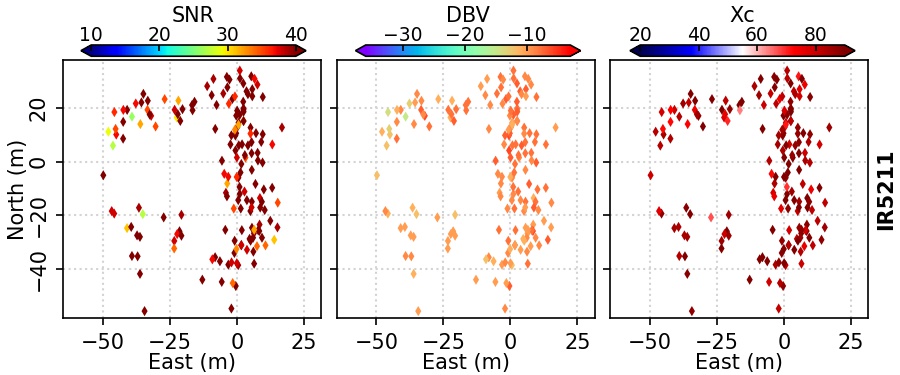 SNR DBV Xc
10 20 30 40 −30 −20 −10 20 40 60 80
20
0
−20
−40
North (m)
IR5211
−50 −25 0 25 −50 −25 0 25 −50 −25 0 25
East (m) East (m) East (m)